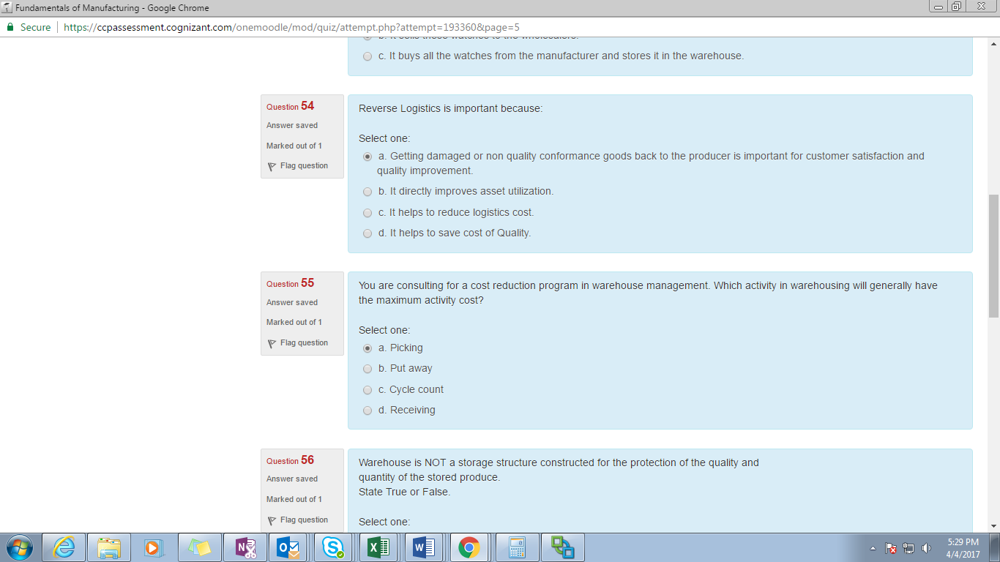 Fundamentals of Manufacturing - Google Chrome
Secure https://ccpassessment.cognizant.com/onemoodle/mod/quiz/attempt.php?attempt=193360&page=5
b. It sells these watches to the wholesalers.
c. It buys all the watches from the manufacturer and stores it in the warehouse.
Question 54
Answer saved
Marked out of 1
Flag question
Reverse Logistics is important because:
Select one:
a. Getting damaged or non quality conformance goods back to the producer is important for customer satisfaction and
quality improvement.
b. It directly improves asset utilization.
c. It helps to reduce logistics cost.
d. It helps to save cost of Quality.
Question 55
Answer saved
Marked out of 1
Flag question
You are consulting for a cost reduction program in warehouse management. Which activity in warehousing will generally have
the maximum activity cost?
Select one:
a. Picking
b. Put away
c. Cycle count
d. Receiving
Question 56
Answer saved
Marked out of 1
Flag question
Warehouse is NOT a storage structure constructed for the protection of the quality and
quantity of the stored produce.
State True or False.
Select one:
5:29 PM
4/4/2017